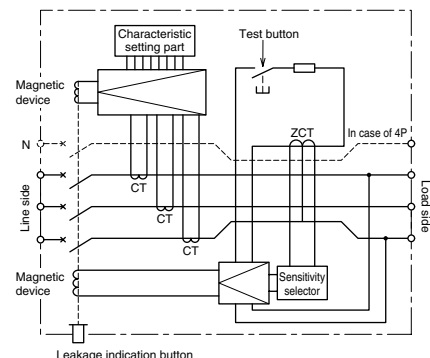 Characteristic
setting part
Test button
Magnetic
device
N
ZCT
In case of 4P
CT
CT
CT
Line side
Load side
Magnetic
device
Sensitivity
selector
Leakage indication button